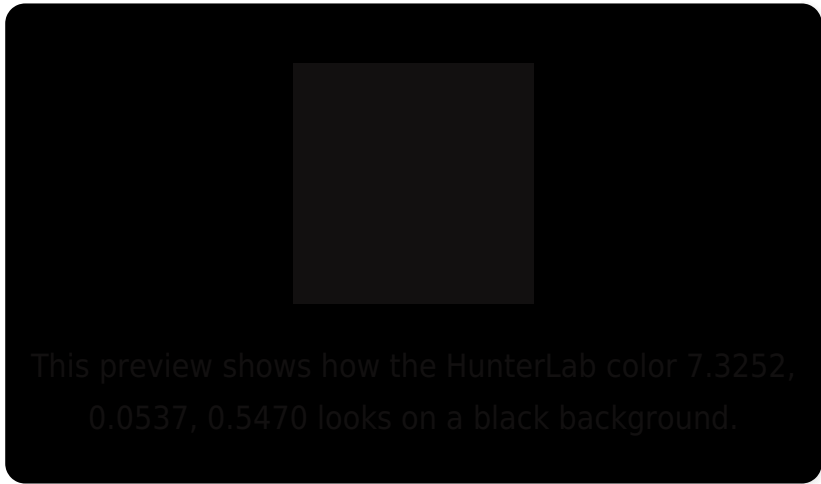 This preview shows how the HunterLab color 7.3252,
0.0537, 0.5470 looks on a black background.